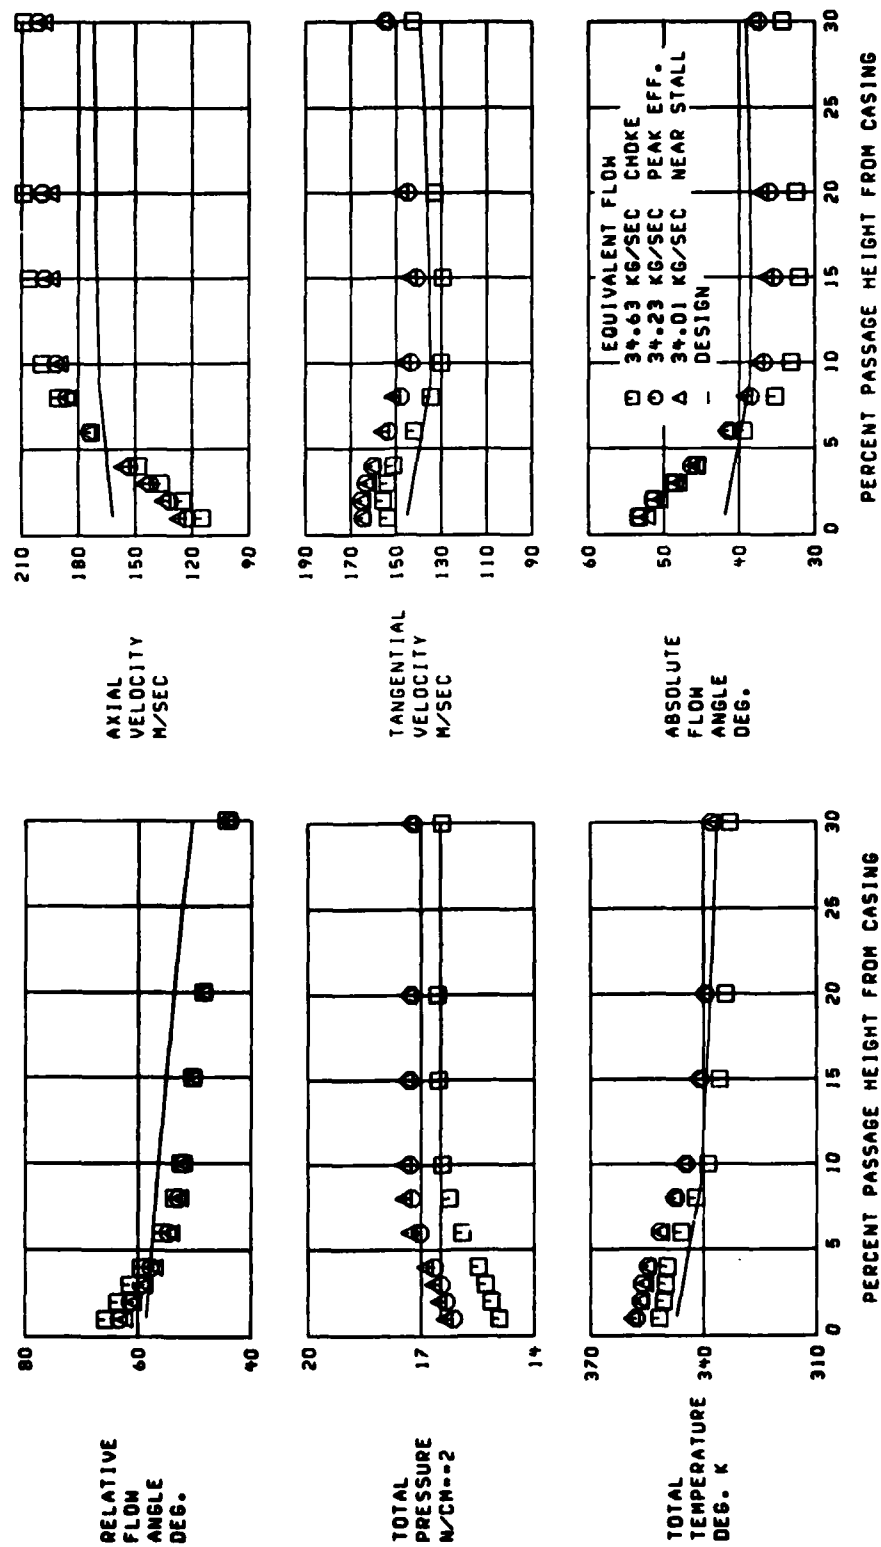 RELATIVE
FLOW
ANGLE
DEG.
80
60
40
TOTAL
PRESSURE
N/CM**2
20
17
14
TOTAL
TEMPERATURE
DEG. K
370
340
310
0
5
10
15
20
25
30
PERCENT PASSAGE HEIGHT FROM CASING
AXIAL
VELOCITY
M/SEC
210
180
150
120
90
TANGENTIAL
VELOCITY
M/SEC
190
170
150
130
110
90
ABSOLUTE
FLOW
ANGLE
DEG.
60
50
40
30
EQUIVALENT FLOW
34.63 KG/SEC CHOKE
34.23 KG/SEC PEAK EFF.
34.01 KG/SEC NEAR STALL
DESIGN
0
5
10
15
20
25
30
PERCENT PASSAGE HEIGHT FROM CASING